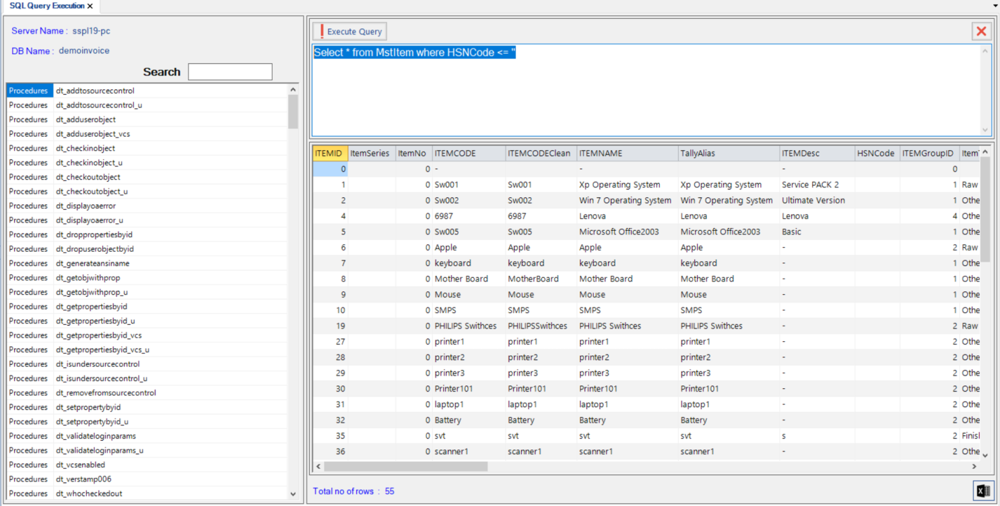 SQL Query Execution x
Server Name : sspl19-pc
DB Name : demoinvoice
Search
Procedures dt_addtosourcecontrol
Procedures dt_addtosourcecontrol_u
Procedures dt_adduserobject
Procedures dt_adduserobject_vcs
Procedures dt_checkinobject
Procedures dt_checkinobject_u
Procedures dt_checkoutobject
Procedures dt_checkoutobject_u
Procedures dt_displayoaerror
Procedures dt_displayoaerror_u
Procedures dt_droppropertiesbyid
Procedures dt_dropuserobjectbyid
Procedures dt_generateansiname
Procedures dt_getobjwithprop
Procedures dt_getobjwithprop_u
Procedures dt_getpropertiesbyid
Procedures dt_getpropertiesbyid_u
Procedures dt_getpropertiesbyid_vcs
Procedures dt_getpropertiesbyid_vcs_u
Procedures dt_isundersourcecontrol
Procedures dt_isundersourcecontrol_u
Procedures dt_removefromsourcecontrol
Procedures dt_setpropertybyid
Procedures dt_setpropertybyid_u
Procedures dt_validateloginparams
Procedures dt_validateloginparams_u
Procedures dt_vcsenabled
Procedures dt_verstamp006
Procedures dt_whocheckedout
Execute Query
Select * from MstItem where HSNCode <= ''
ITEMID ItemSeries ItemNo ITEMCODE ITEMCODEClean ITEMNAME TallyAlias ITEMDesc HSNCode ITEMGroupID ItemT
0 0 - - - 0
1 0 Sw001 Sw001 Xp Operating System Xp Operating System Service PACK 2 1 Raw
2 0 Sw002 Sw002 Win 7 Operating System Win 7 Operating System Ultimate Version 1 Othe
4 0 6987 6987 Lenova Lenova Lenova 4 Othe
5 0 Sw005 Sw005 Microsoft Office2003 Microsoft Office2003 Basic 1 Othe
6 0 Apple Apple Apple Apple - 2 Raw
7 0 keyboard keyboard keyboard keyboard - 1 Othe
8 0 Mother Board MotherBoard Mother Board Mother Board - 1 Othe
9 0 Mouse Mouse Mouse Mouse - 1 Othe
10 0 SMPS SMPS SMPS SMPS - 1 Othe
19 0 PHILIPS Swithces PHILIPSSwithces PHILIPS Swithces PHILIPS Swithces - 2 Raw
27 0 printer1 printer1 printer1 printer1 - 2 Othe
28 0 printer2 printer2 printer2 printer2 - 2 Othe
29 0 printer3 printer3 printer3 printer3 - 2 Othe
30 0 Printer101 Printer101 Printer101 Printer101 - 2 Othe
31 0 laptop1 laptop1 laptop1 laptop1 - 2 Othe
32 0 Battery Battery Battery Battery - 2 Othe
35 0 svt svt svt svt s 2 Finisl
36 0 scanner1 scanner1 scanner1 scanner1 - 2 Othe
Total no of rows : 55